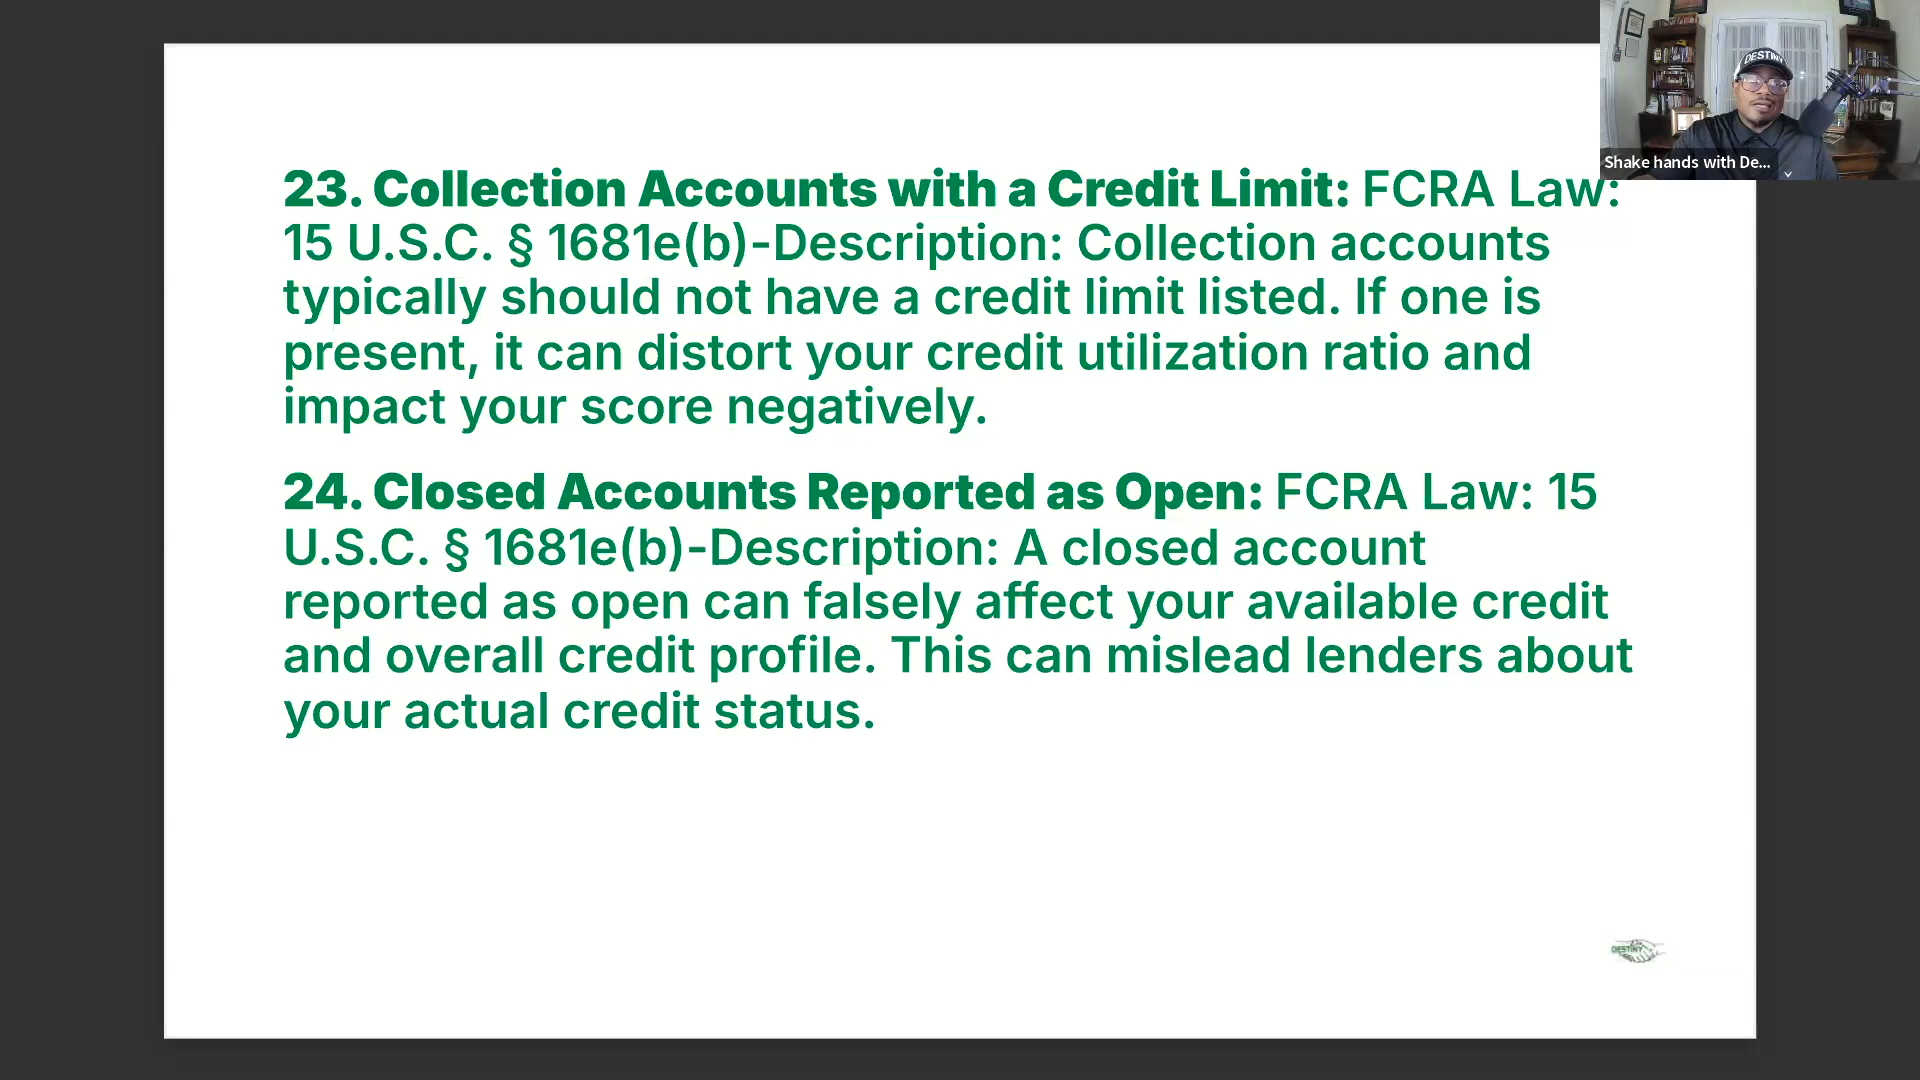 23. Collection Accounts with a Credit Limit: FCRA Law:
15 U.S.C. § 1681e(b)-Description: Collection accounts
typically should not have a credit limit listed. If one is
present, it can distort your credit utilization ratio and
impact your score negatively.
24. Closed Accounts Reported as Open: FCRA Law: 15
U.S.C. § 1681e(b)-Description: A closed account
reported as open can falsely affect your available credit
and overall credit profile. This can mislead lenders about
your actual credit status.
DESTINY
Shake hands with De...
DESTINY